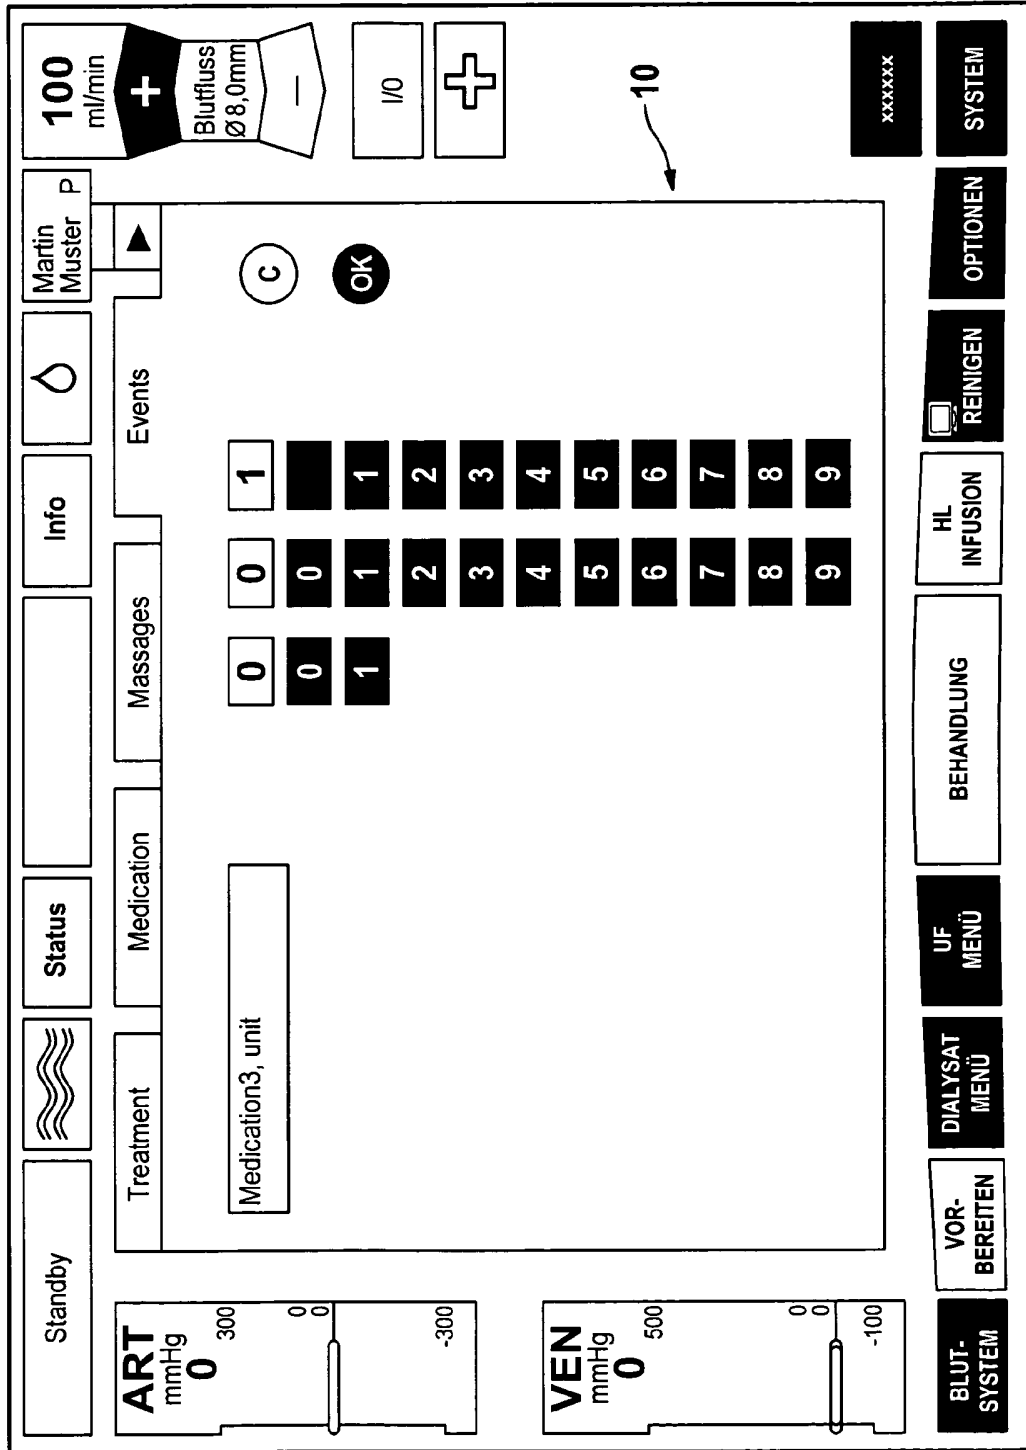 Standby
Status
Info
Martin
Muster P
100
ml/min
+
Blutfluss
Ø 8,0mm
–
I/0
ART
mmHg
0
300
0
0
-300
VEN
mmHg
0
500
0
0
-100
Treatment
Medication
Massages
Events
Medication3, unit
0 0 1
0 0
1 1 1
2 2
3 3
4 4
5 5
6 6
7 7
8 8
9 9
C
OK
10
xxxxxx
BLUT-
SYSTEM
VOR-
BEREITEN
DIALYSAT
MENÜ
UF
MENÜ
BEHANDLUNG
HL
INFUSION
REINIGEN
OPTIONEN
SYSTEM